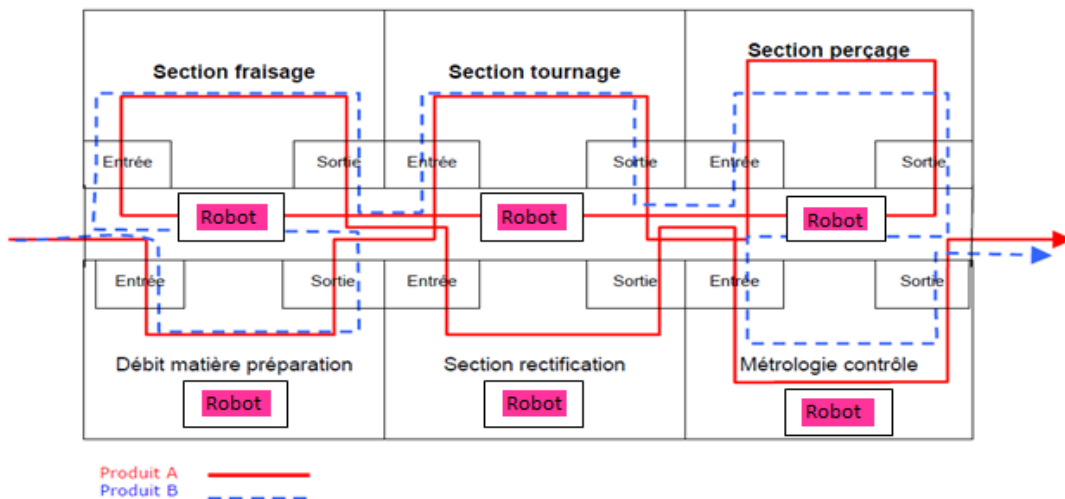 Section fraisage
Section tournage
Section perçage
Entrée
Sortie
Entrée
Sortie
Entrée
Sortie
Robot
Robot
Robot
Entrée
Sortie
Entrée
Sortie
Entrée
Sortie
Débit matière préparation
Section rectification
Métrologie contrôle
Robot
Robot
Robot
Produit A
Produit B